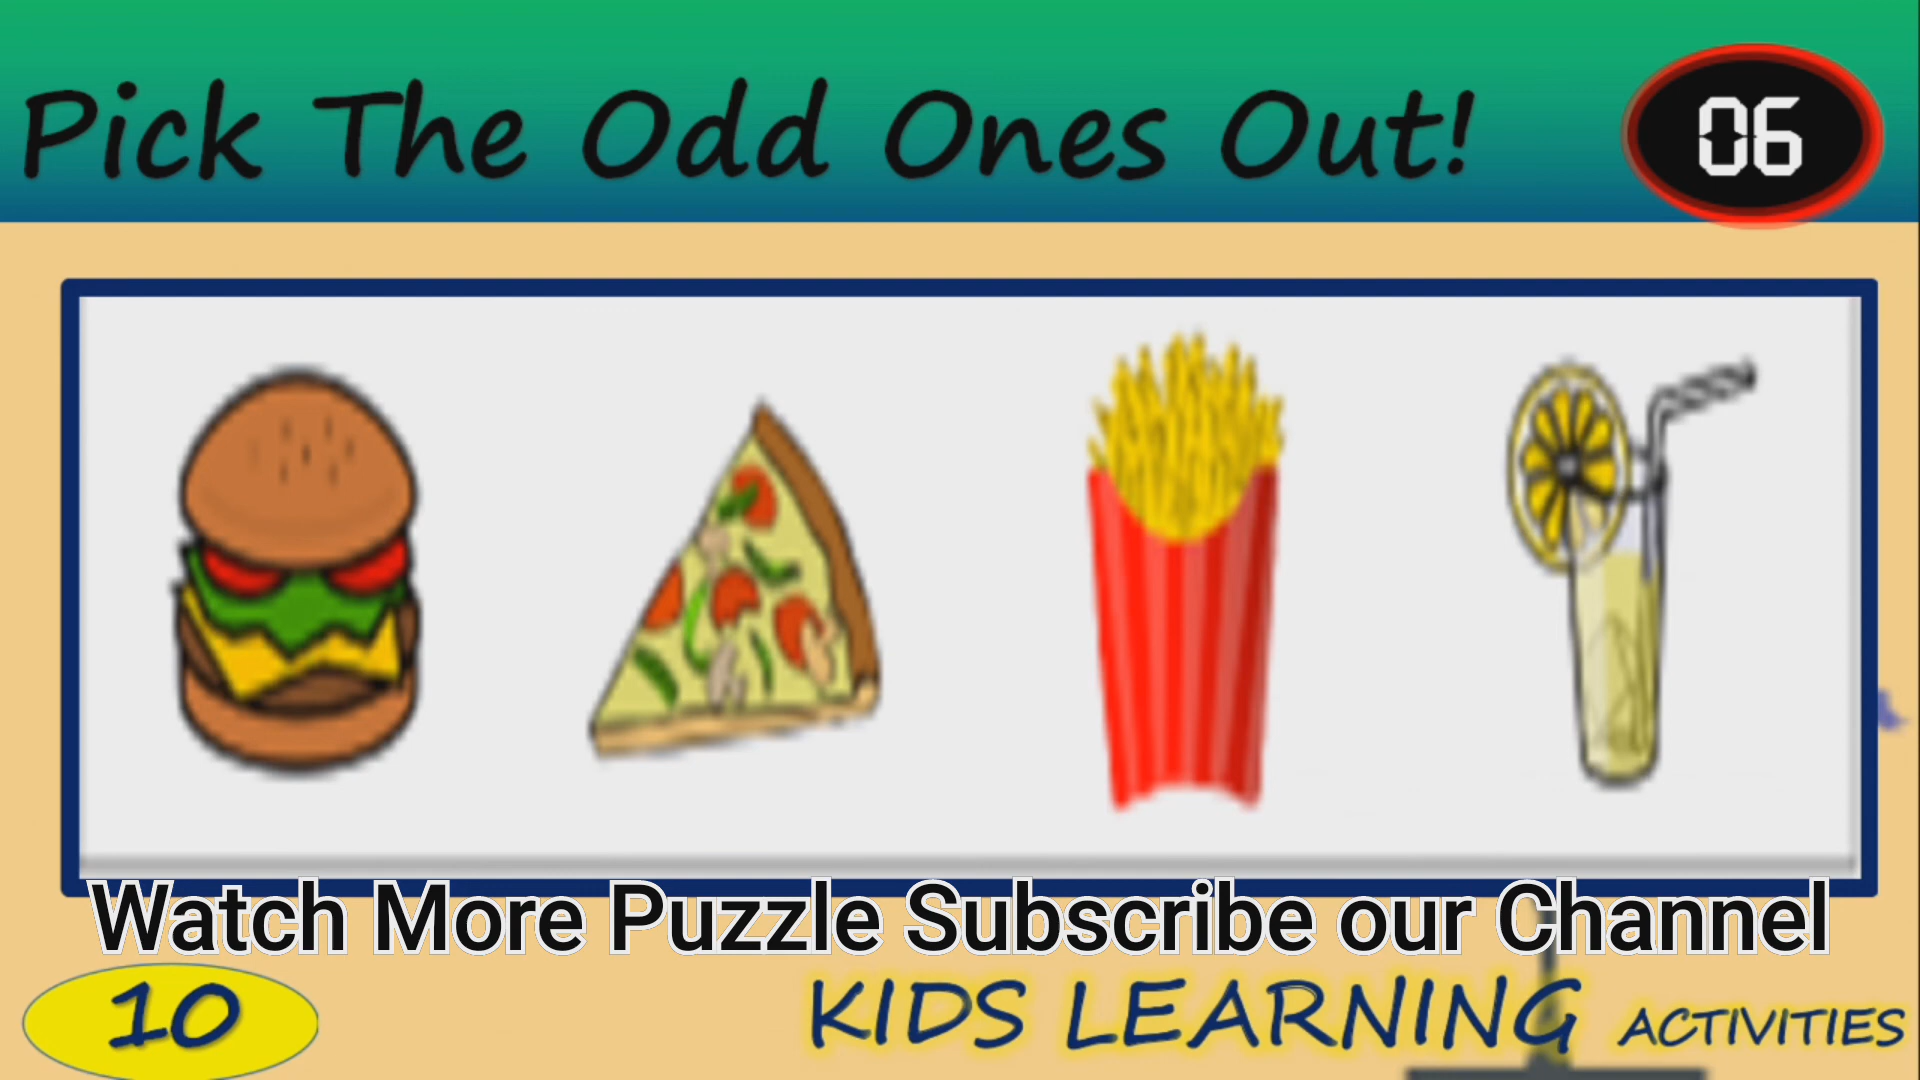 Pick The Odd Ones Out!
06
Watch More Puzzle Subscribe our Channel
10
KIDS LEARNING ACTIVITIES